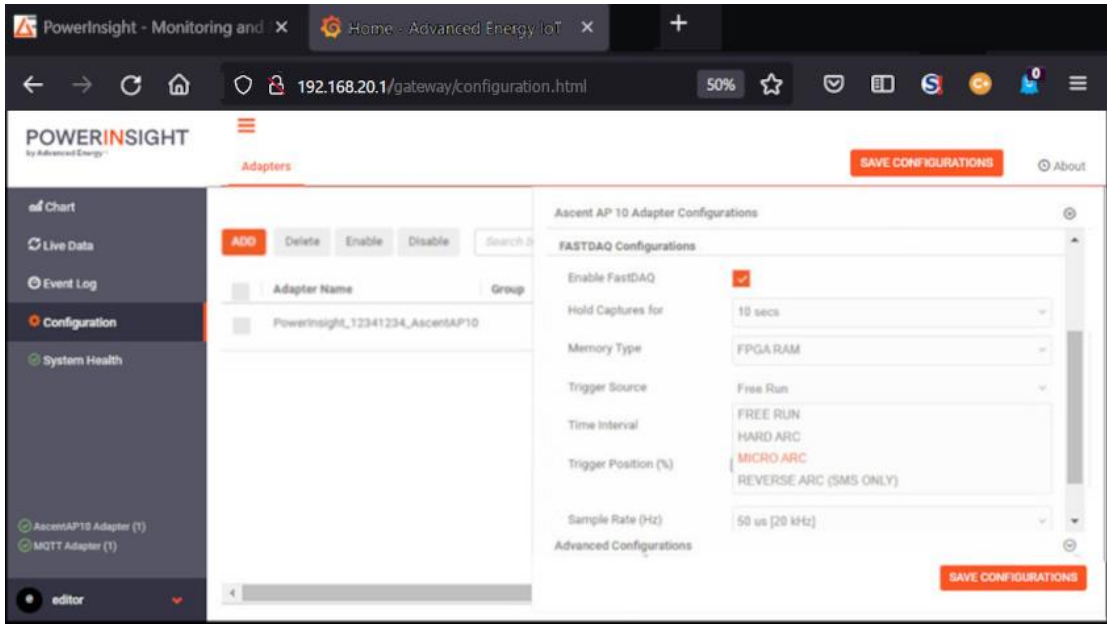 PowerInsight - Monitoring and
Home - Advanced Energy IoT
192.168.20.1/gateway/configuration.html
50%
0
POWERINSIGHT
by Advanced Energy
Adapters
SAVE CONFIGURATIONS
About
Chart
Live Data
Event Log
Configuration
System Health
AscentAP10 Adapter (1)
MQTT Adapter (1)
e editor
ADD Delete Enable Disable Search
Adapter Name Group
PowerInsight_12341234_AscentAP10
Ascent AP 10 Adapter Configurations
FASTDAQ Configurations
Enable FastDAQ
Hold Captures for 10 secs
Memory Type FPGA RAM
Trigger Source Free Run
Time Interval
FREE RUN
HARD ARC
MICRO ARC
REVERSE ARC (SMS ONLY)
Trigger Position (%)
Sample Rate (Hz) 50 us [20 kHz]
Advanced Configurations
SAVE CONFIGURATIONS